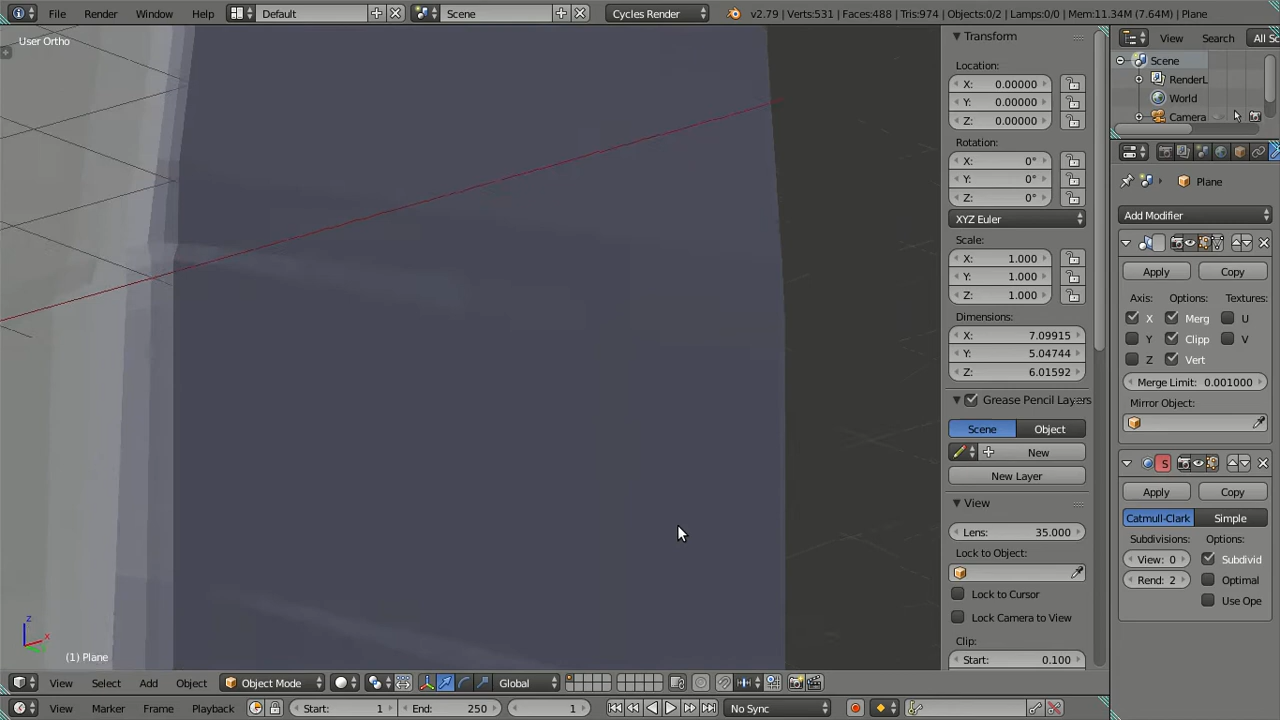 File Render Window Help Default Scene Cycles Render v2.79 | Verts:531 | Faces:488 | Tris:974 | Objects:0/2 | Lamps:0/0 | Mem:11.34M (7.64M) | Plane
User Ortho
Transform
View Search All Sc
Scene
RenderL
World
Camera
Location:
X: 0.00000
Y: 0.00000
Z: 0.00000
Rotation:
X: 0°
Y: 0°
Z: 0°
XYZ Euler
Scale:
X: 1.000
Y: 1.000
Z: 1.000
Dimensions:
X: 7.09915
Y: 5.04744
Z: 6.01592
Grease Pencil Layers
Scene Object
New
New Layer
View
Lens: 35.000
Lock to Object:
Lock to Cursor
Lock Camera to View
Clip:
Start: 0.100
Plane
Add Modifier
Apply Copy
Axis: Options: Textures:
X Merg U
Y Clipp V
Z Vert
Merge Limit: 0.001000
Mirror Object:
S
Apply Copy
Catmull-Clark Simple
Subdivisions: Options:
View: 0 Subdivid
Rend: 2 Optimal
Use Ope
z
x
(1) Plane
View Select Add Object Object Mode Global
View Marker Frame Playback Start: 1 End: 250 1 No Sync